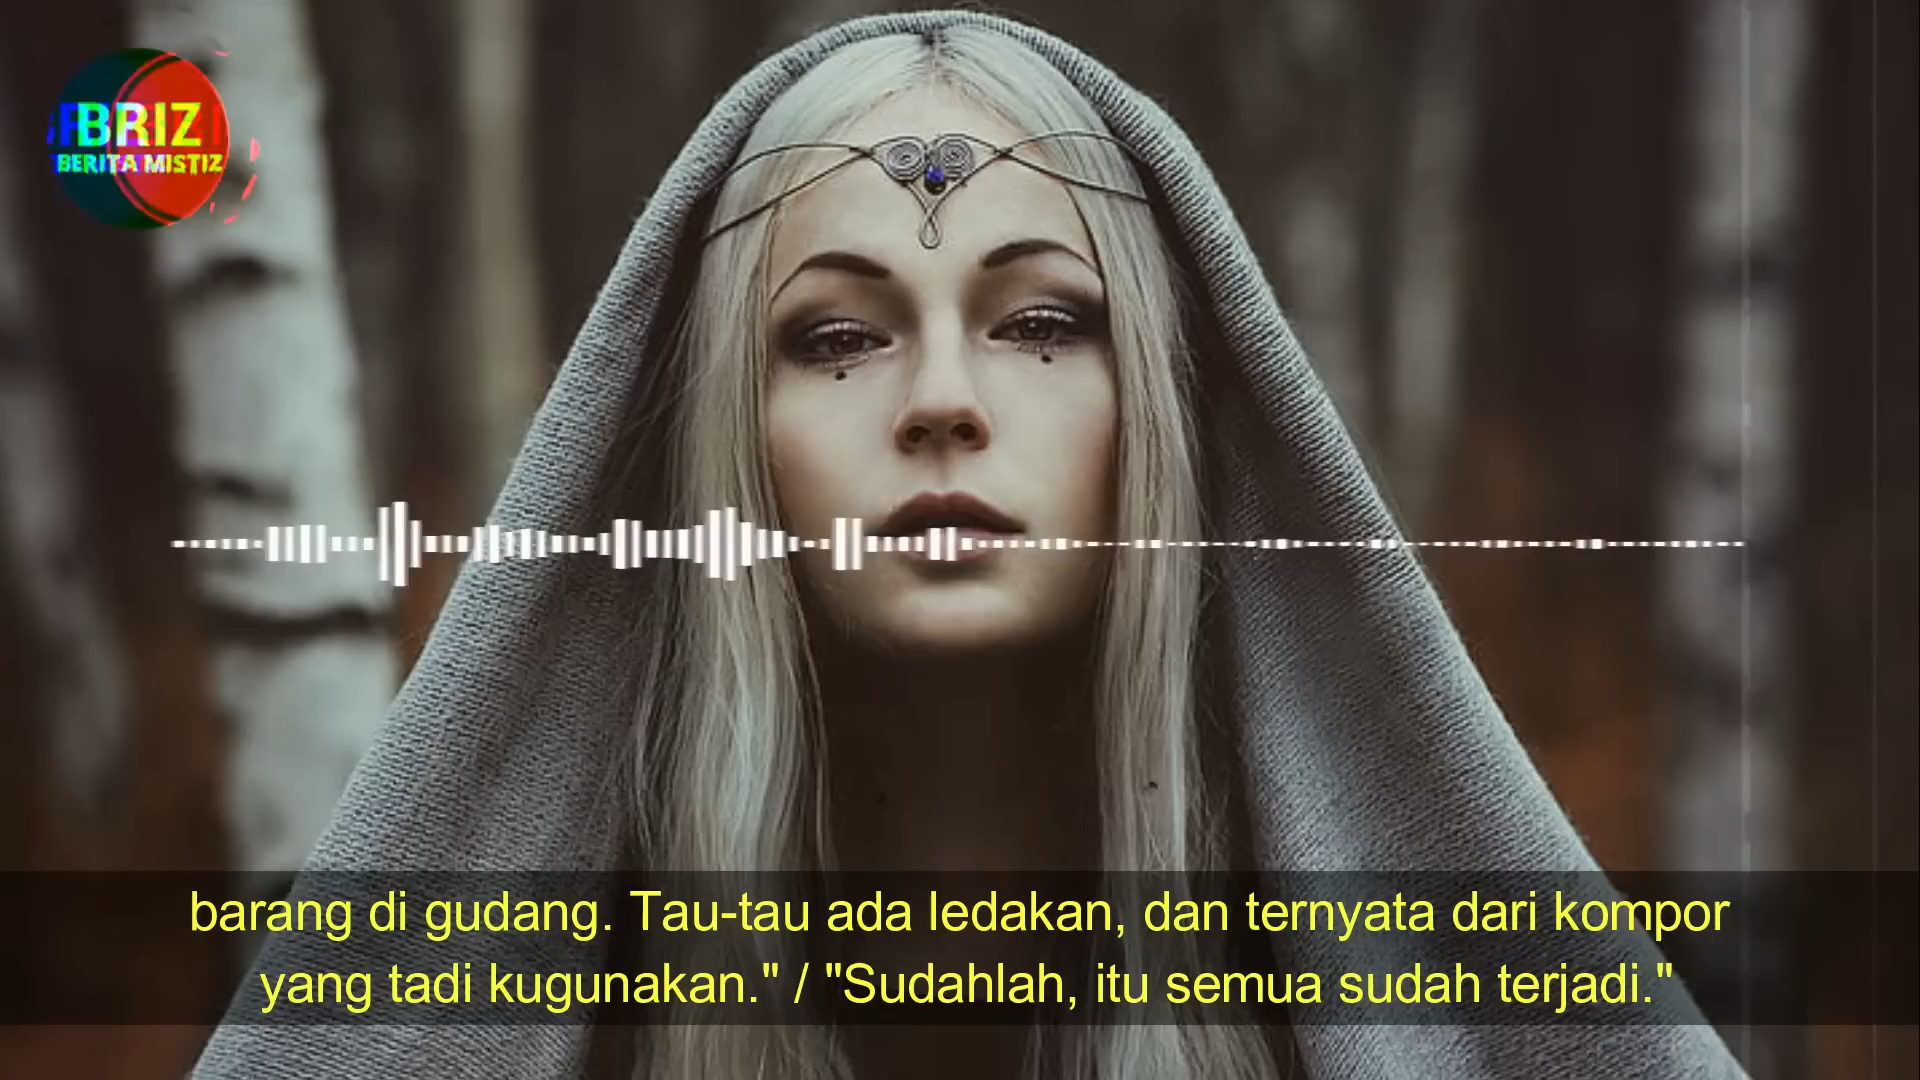 BRIZ
BERITA MISTIZ
barang di gudang. Tau-tau ada ledakan, dan ternyata dari kompor
yang tadi kugunakan." / "Sudahlah, itu semua sudah terjadi."